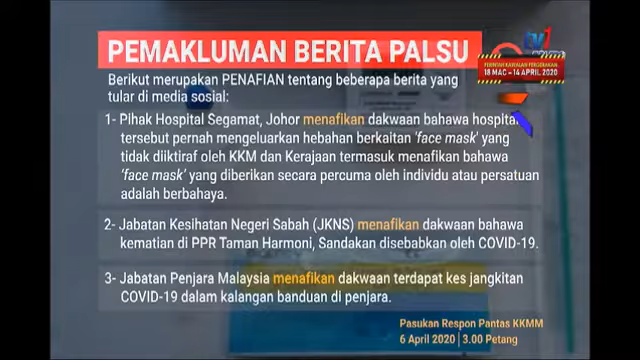 PEMAKLUMAN BERITA PALSU
tv1
PERINTAH KAWALAN PERGERAKAN
18 MAC - 14 APRIL 2020
Berikut merupakan PENAFIAN tentang beberapa berita yang
tular di media sosial:
1- Pihak Hospital Segamat, Johor menafikan dakwaan bahawa hospital
tersebut pernah mengeluarkan hebahan berkaitan 'face mask' yang
tidak diiktiraf oleh KKM dan Kerajaan termasuk menafikan bahawa
'face mask' yang diberikan secara percuma oleh individu atau persatuan
adalah berbahaya.
2- Jabatan Kesihatan Negeri Sabah (JKNS) menafikan dakwaan bahawa
kematian di PPR Taman Harmoni, Sandakan disebabkan oleh COVID-19.
3- Jabatan Penjara Malaysia menafikan dakwaan terdapat kes jangkitan
COVID-19 dalam kalangan banduan di penjara.
Pasukan Respon Pantas KKMM
6 April 2020 | 3.00 Petang